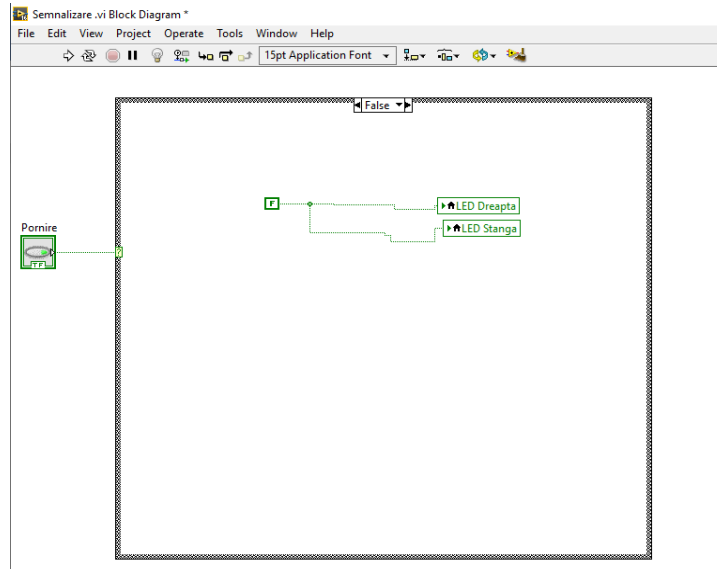 Semnalizare .vi Block Diagram *
File Edit View Project Operate Tools Window Help
15pt Application Font
False
F
LED Dreapta
LED Stanga
Pornire
TF
?